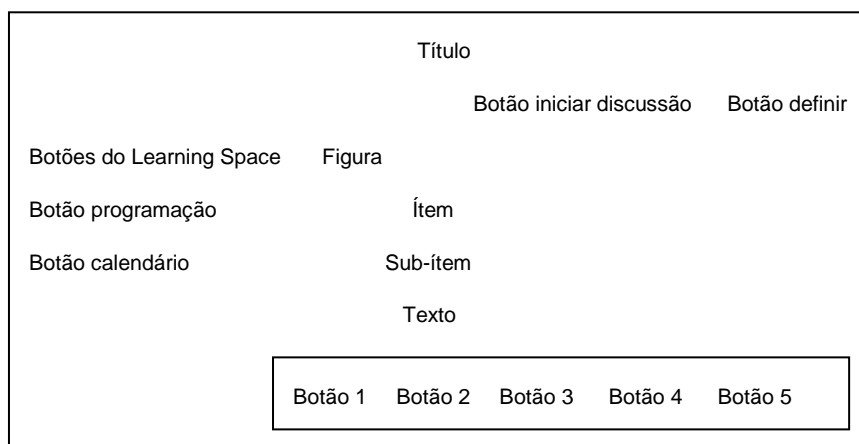 Título
Botão iniciar discussão Botão definir
Botões do Learning Space Figura
Botão programação Ítem
Botão calendário Sub-ítem
Texto
Botão 1 Botão 2 Botão 3 Botão 4 Botão 5